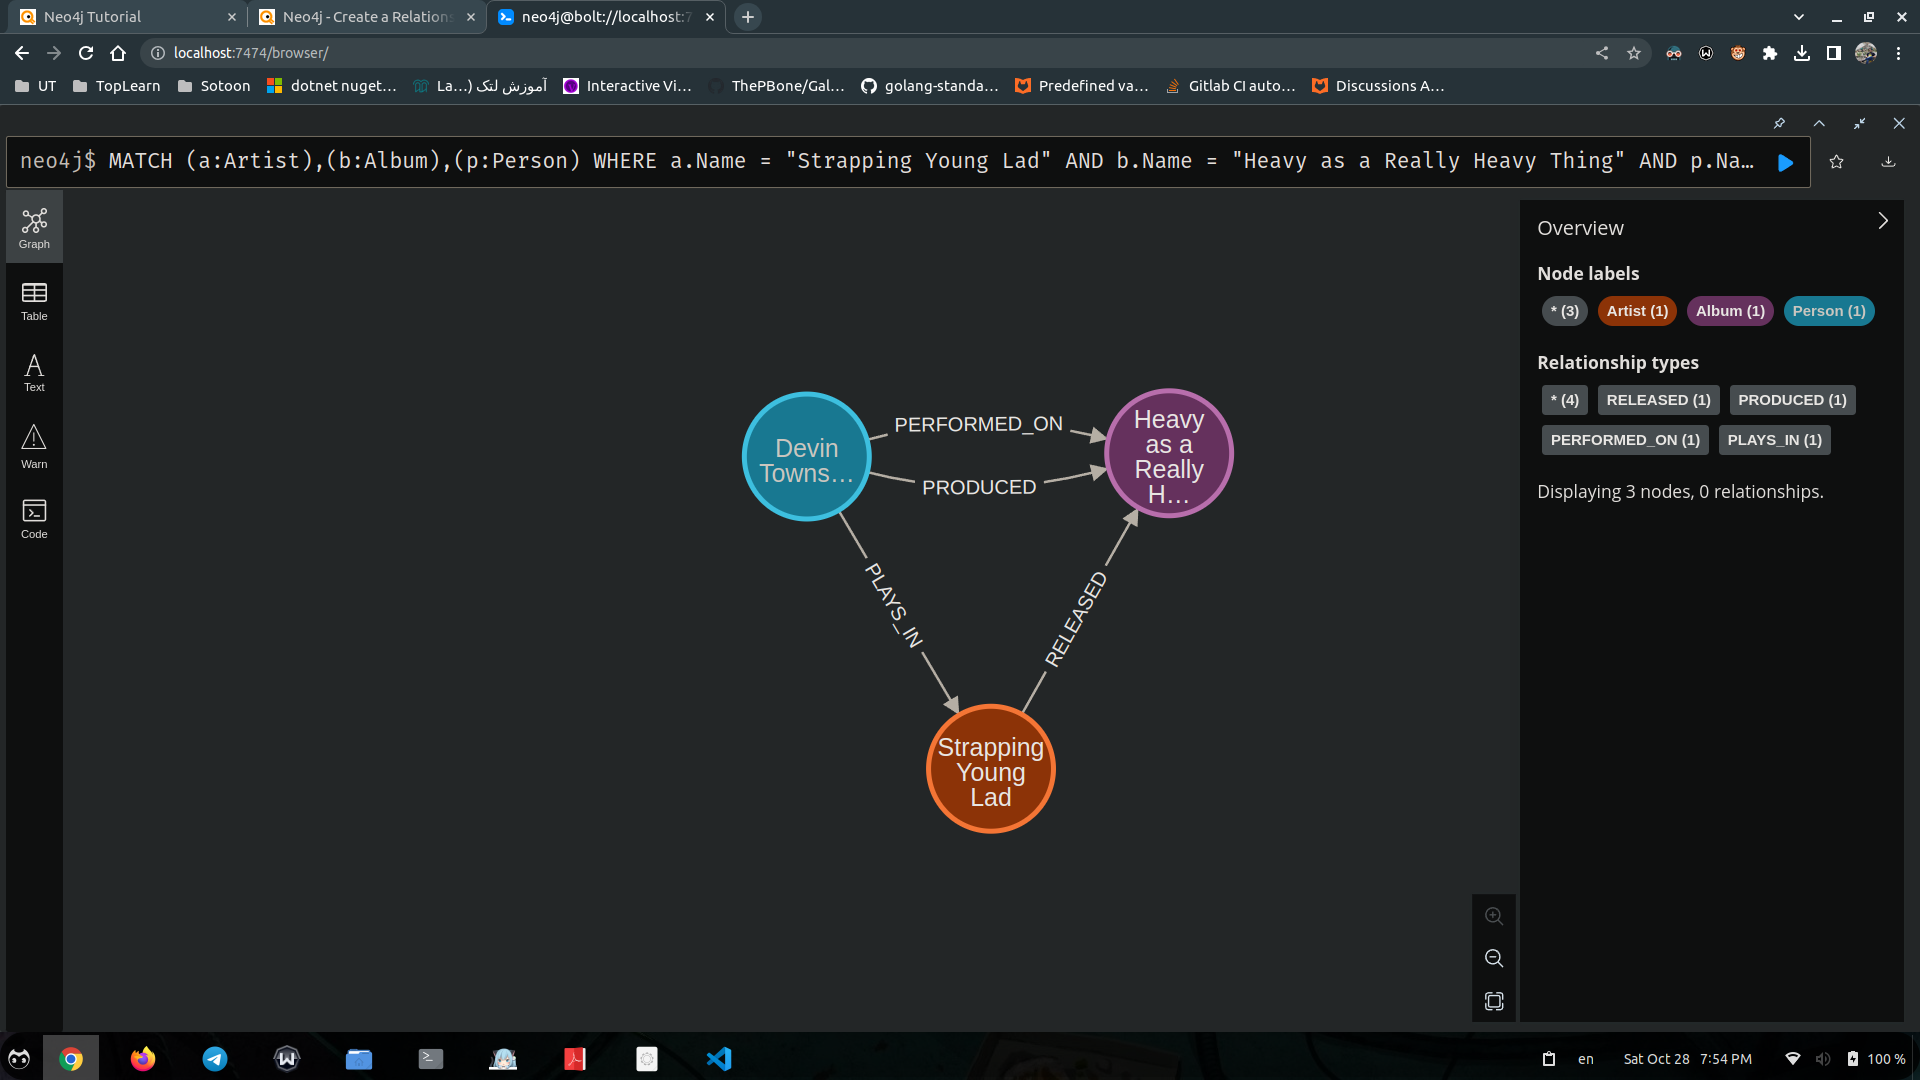 Neo4j Tutorial
Neo4j - Create a Relations
neo4j@bolt://localhost:7
localhost:7474/browser/
UT
TopLearn
Sotoon
dotnet nuget...
آموزش لتک (...La
Interactive Vi...
ThePBone/Gal...
golang-standa...
Predefined va...
Gitlab CI auto...
Discussions A...
neo4j$ MATCH (a:Artist),(b:Album),(p:Person) WHERE a.Name = "Strapping Young Lad" AND b.Name = "Heavy as a Really Heavy Thing" AND p.Na…
Graph
Table
Text
Warn
Code
PERFORMED_ON
Devin
Towns…
Heavy
as a
Really
H…
PRODUCED
PLAYS_IN
RELEASED
Strapping
Young
Lad
Overview
Node labels
* (3)
Artist (1)
Album (1)
Person (1)
Relationship types
* (4)
RELEASED (1)
PRODUCED (1)
PERFORMED_ON (1)
PLAYS_IN (1)
Displaying 3 nodes, 0 relationships.
en
Sat Oct 28 7:54 PM
100 %